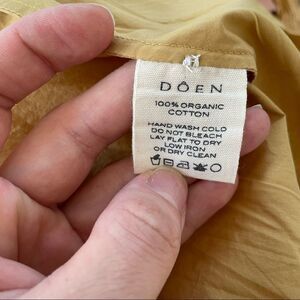 DÔEN
100% ORGANIC
COTTON
HAND WASH COLD
DO NOT BLEACH
LAY FLAT TO DRY
LOW IRON
OR DRY CLEAN